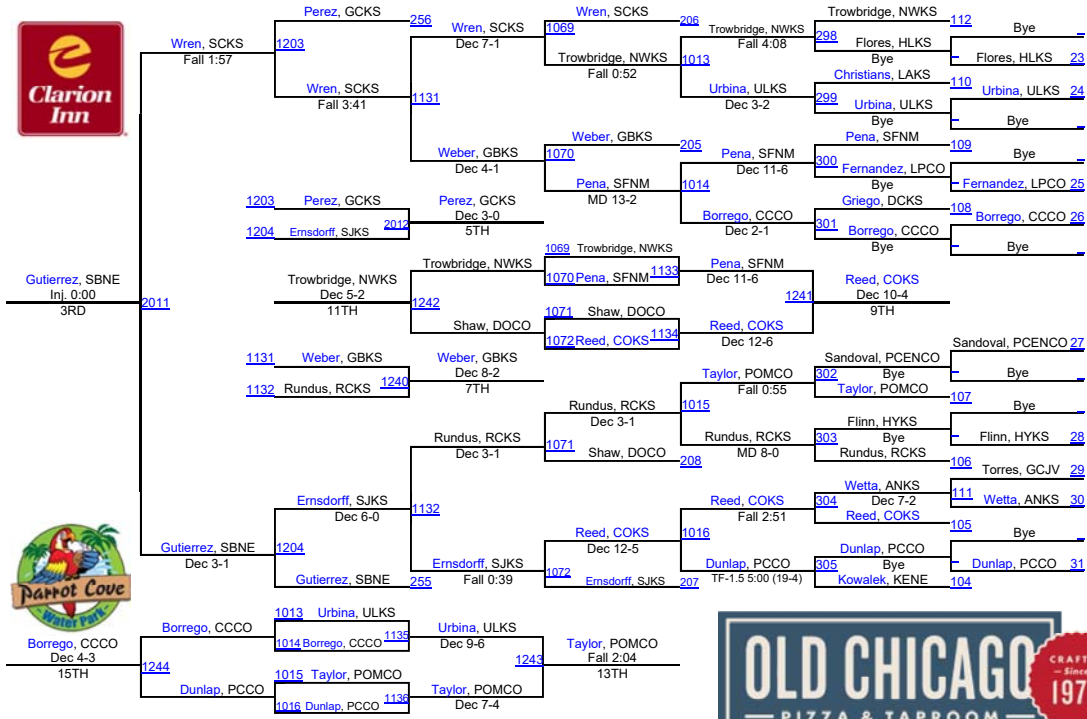 Perez, GCKS
256
Wren, SCKS
206
Trowbridge, NWKS
112
Bye
Wren, SCKS
Fall 1:57
1203
Wren, SCKS
Dec 7-1
1069
Trowbridge, NWKS
Fall 4:08
298
Flores, HLKS
Bye
Flores, HLKS 23
Trowbridge, NWKS
Fall 0:52
1013
Christians, LAKS
110
Urbina, ULKS 24
Wren, SCKS
Fall 3:41
1131
Urbina, ULKS
Dec 3-2
299
Urbina, ULKS
Bye
Bye
Clarion
Inn
Weber, GBKS
205
Pena, SFNM
109
Bye
Weber, GBKS
Dec 4-1
1070
Pena, SFNM
Dec 11-6
300
Fernandez, LPCO
Bye
Fernandez, LPCO 25
Pena, SFNM
MD 13-2
1014
Griego, DCKS
108
Borrego, CCCO 26
Borrego, CCCO
Dec 2-1
301
Borrego, CCCO
Bye
Bye
1203 Perez, GCKS
1204 Ernsdorff, SJKS
2012
Perez, GCKS
Dec 3-0
5TH
1069 Trowbridge, NWKS
1070 Pena, SFNM
1133
Trowbridge, NWKS
Pena, SFNM
Dec 11-6
Gutierrez, SBNE
Inj. 0:00
3RD
2011
Trowbridge, NWKS
Dec 5-2
11TH
1242
1241
Reed, COKS
Dec 10-4
9TH
1071 Shaw, DOCO
1072 Reed, COKS
1134
Shaw, DOCO
Reed, COKS
Dec 12-6
1131 Weber, GBKS
1132 Rundus, RCKS
1240
Weber, GBKS
Dec 8-2
7TH
Sandoval, PCENCO 27
Sandoval, PCENCO
Bye
Bye
Taylor, POMCO
Fall 0:55
302
Taylor, POMCO
107
Bye
Rundus, RCKS
Dec 3-1
1015
Flinn, HYKS
Bye
Flinn, HYKS 28
Rundus, RCKS
MD 8-0
303
Rundus, RCKS
106
Rundus, RCKS
Dec 3-1
1071
Shaw, DOCO
208
Torres, GCJV 29
Wetta, ANKS
Dec 7-2
111
Wetta, ANKS 30
Ernsdorff, SJKS
Dec 6-0
1132
Reed, COKS
Fall 2:51
304
Reed, COKS
105
Bye
Reed, COKS
Dec 12-5
1016
Dunlap, PCCO
Bye
Dunlap, PCCO 31
Gutierrez, SBNE
Dec 3-1
1204
Ernsdorff, SJKS
Fall 0:39
1072
Dunlap, PCCO
TF-1.5 5:00 (19-4)
305
Kowalek, KENE
104
Gutierrez, SBNE
255
Ernsdorff, SJKS
207
Parrot Cove
Water Park
1013 Urbina, ULKS
1014 Borrego, CCCO
1135
Borrego, CCCO
Urbina, ULKS
Dec 9-6
Borrego, CCCO
Dec 4-3
15TH
1244
1243
Taylor, POMCO
Fall 2:04
13TH
1015 Taylor, POMCO
1016 Dunlap, PCCO
1136
Dunlap, PCCO
Taylor, POMCO
Dec 7-4
OLD CHICAGO
PIZZA & TAPROOM
CRAFT
Since
197